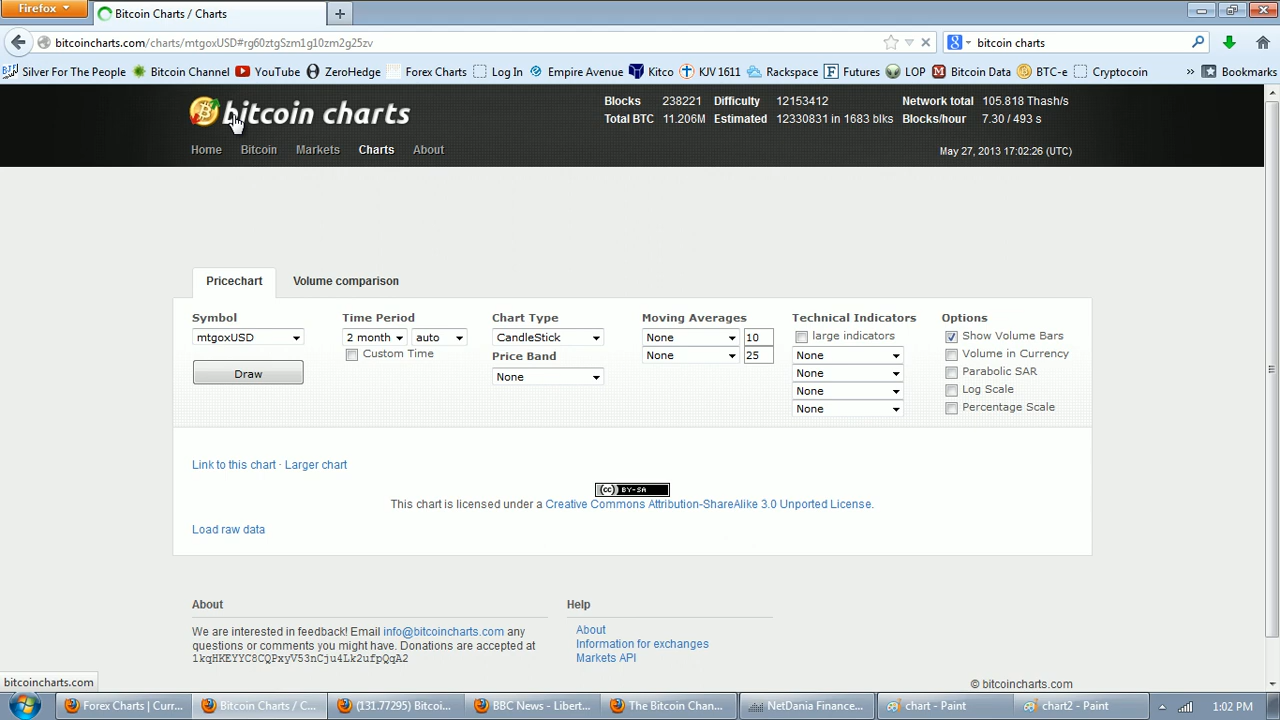 Firefox
Bitcoin Charts / Charts
bitcoincharts.com/charts/mtgoxUSD#rg60ztgSzm1g10zm2g25zv
bitcoin charts
Silver For The People
Bitcoin Channel
YouTube
ZeroHedge
Forex Charts
Log In
Empire Avenue
Kitco
KJV 1611
Rackspace
Futures
LOP
Bitcoin Data
BTC-e
Cryptocoin
»
Bookmarks
bitcoin charts
Blocks 238221 Difficulty 12153412 Network total 105.818 Thash/s
Total BTC 11.206M Estimated 12330831 in 1683 blks Blocks/hour 7.30 / 493 s
Home Bitcoin Markets Charts About
May 27, 2013 17:02:26 (UTC)
Pricechart Volume comparison
Symbol
mtgoxUSD
Draw
Time Period
2 month auto
Custom Time
Chart Type
CandleStick
Price Band
None
Moving Averages
None 10
None 25
Technical Indicators
large indicators
None
None
None
None
Options
Show Volume Bars
Volume in Currency
Parabolic SAR
Log Scale
Percentage Scale
Link to this chart · Larger chart
(cc) BY-SA
This chart is licensed under a Creative Commons Attribution-ShareAlike 3.0 Unported License.
Load raw data
About
We are interested in feedback! Email info@bitcoincharts.com any
questions or comments you might have. Donations are accepted at
1kqHKEYYC8CQPxyV53nCju4Lk2ufpQqA2
Help
About
Information for exchanges
Markets API
© bitcoincharts.com
bitcoincharts.com
Forex Charts | Curr...
Bitcoin Charts / C...
(131.77295) Bitcoi...
BBC News - Libert...
The Bitcoin Chan...
NetDania Finance...
chart - Paint
chart2 - Paint
1:02 PM